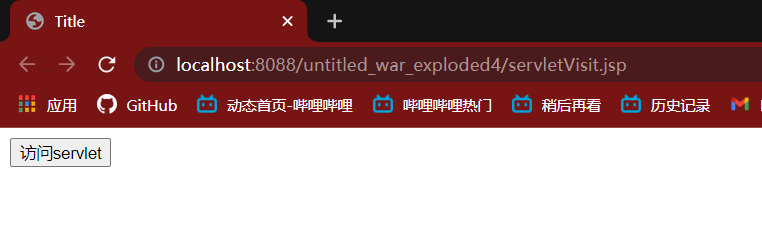 Title
localhost:8088/untitled_war_exploded4/servletVisit.jsp
应用 GitHub 动态首页-哔哩哔哩 哔哩哔哩热门 稍后再看 历史记录
访问servlet